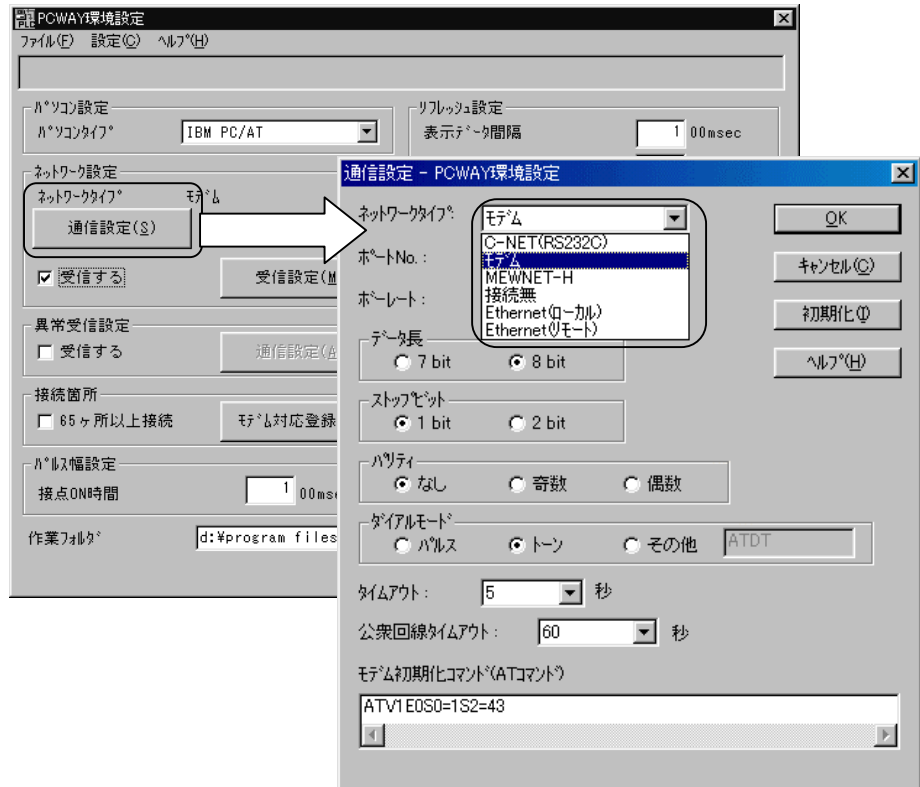 PCWAY環境設定
ﾌｧｲﾙ(F) 設定(C) ﾍﾙﾌﾟ(H)
ﾊﾟｿｺﾝ設定
ﾊﾟｿｺﾝﾀｲﾌﾟ IBM PC/AT
ﾘﾌﾚｯｼｭ設定
表示ﾃﾞｰﾀ間隔 1 00msec
ﾈｯﾄﾜｰｸ設定
ﾈｯﾄﾜｰｸﾀｲﾌﾟ ﾓﾃﾞﾑ
通信設定(S)
受信する 受信設定(M
異常受信設定
受信する 通信設定(A
接続箇所
65ヶ所以上接続 ﾓﾃﾞﾑ対応登録
ﾊﾟﾙｽ幅設定
接点ON時間 1 00mse
作業ﾌｫﾙﾀﾞ d:¥program files
通信設定 - PCWAY環境設定
ﾈｯﾄﾜｰｸﾀｲﾌﾟ: ﾓﾃﾞﾑ
C-NET(RS232C)
ﾓﾃﾞﾑ
MEWNET-H
接続無
Ethernet(ﾛｰｶﾙ)
Ethernet(ﾘﾓｰﾄ)
ﾎﾟｰﾄNo. :
ﾎﾞｰﾚｰﾄ :
OK
ｷｬﾝｾﾙ(C)
初期化(I)
ﾍﾙﾌﾟ(H)
ﾃﾞｰﾀ長
7 bit 8 bit
ｽﾄｯﾌﾟﾋﾞｯﾄ
1 bit 2 bit
ﾊﾟﾘﾃｨ
なし 奇数 偶数
ﾀﾞｲｱﾙﾓｰﾄﾞ
ﾊﾟﾙｽ ﾄｰﾝ その他 ATDT
ﾀｲﾑｱｳﾄ : 5 秒
公衆回線ﾀｲﾑｱｳﾄ : 60 秒
ﾓﾃﾞﾑ初期化ｺﾏﾝﾄﾞ(ATｺﾏﾝﾄﾞ)
ATV1E0S0=1S2=43